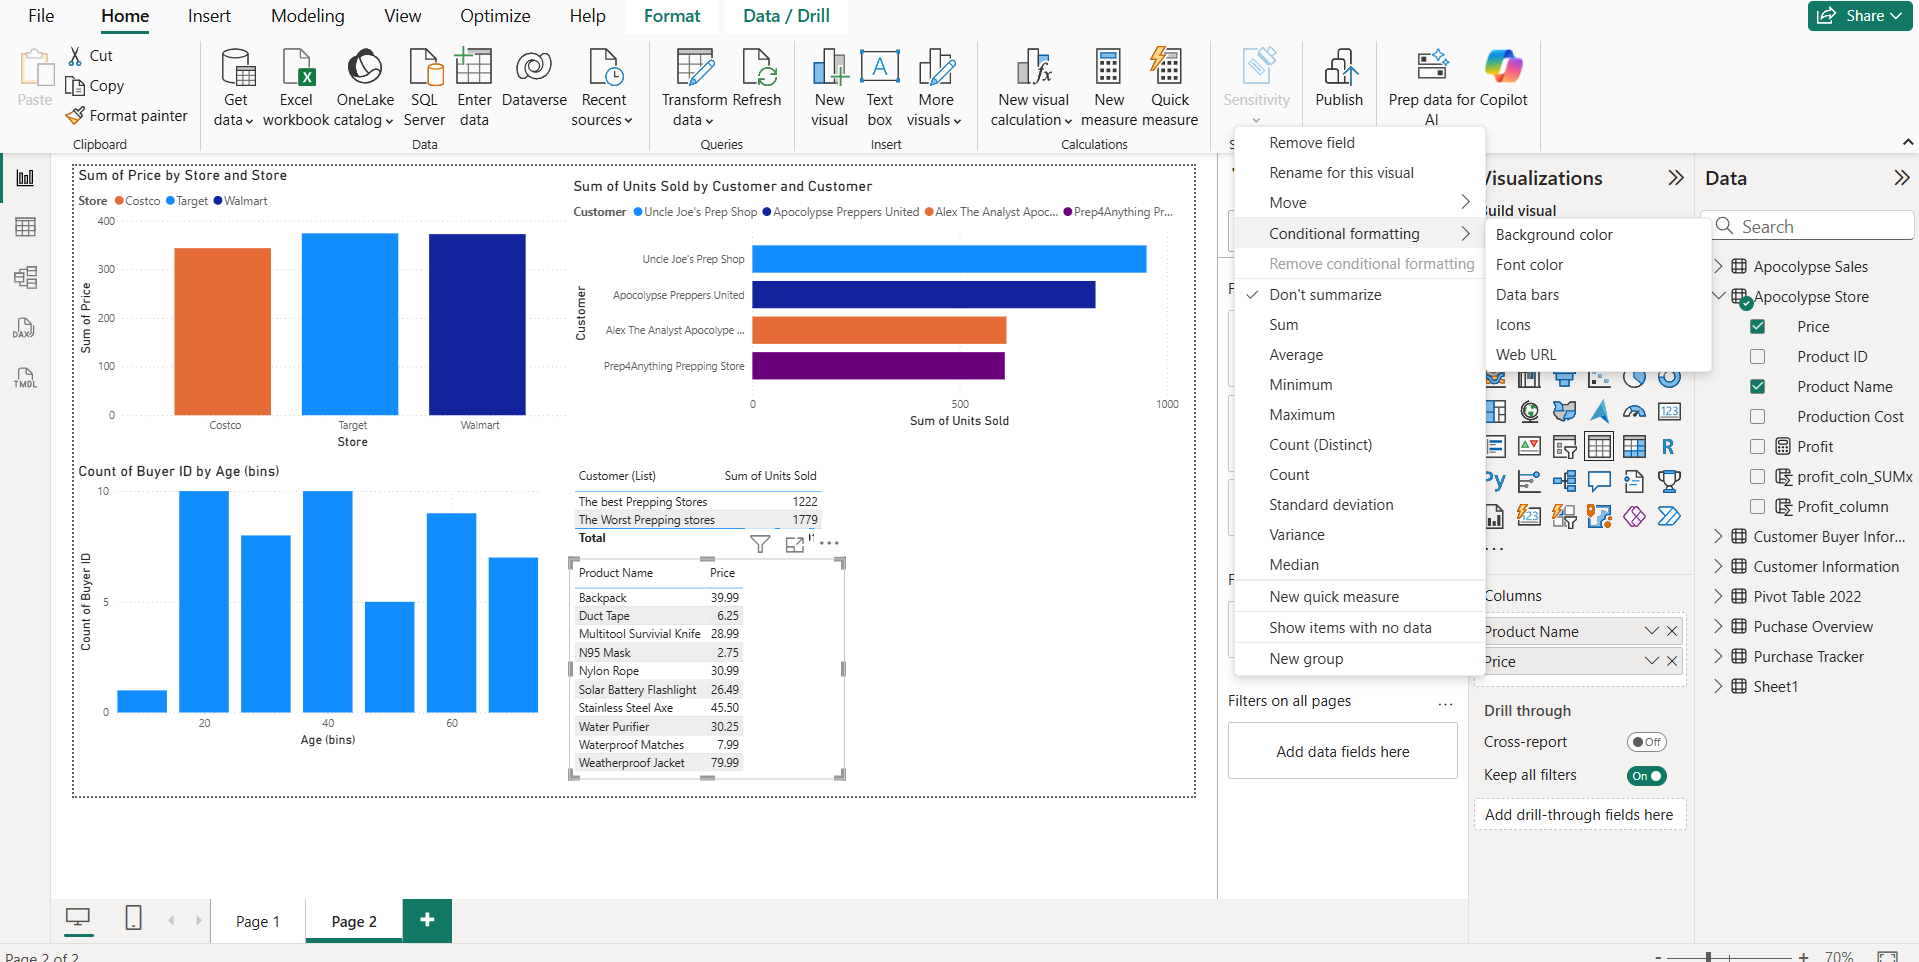 File
Home
Insert
Modeling
View
Optimize
Help
Format
Data / Drill
Share
Paste
Cut
Copy
Format painter
Clipboard
Get
data
Excel
workbook
OneLake
catalog
SQL
Server
Enter
data
Dataverse
Recent
sources
Data
Transform
data
Refresh
Queries
New
visual
Text
box
More
visuals
Insert
New visual
calculation
New
measure
Quick
measure
Calculations
Sensitivity
Publish
Prep data for
AI
Copilot
Sum of Price by Store and Store
Store Costco Target Walmart
Sum of Price
400
300
200
100
0
Costco
Target
Walmart
Store
Sum of Units Sold by Customer and Customer
Customer Uncle Joe's Prep Shop Apocolypse Preppers United Alex The Analyst Apoc... Prep4Anything Pr...
Customer
Uncle Joe's Prep Shop
Apocolypse Preppers United
Alex The Analyst Apocolype ...
Prep4Anything Prepping Store
0
500
1000
Sum of Units Sold
Count of Buyer ID by Age (bins)
Count of Buyer ID
10
5
0
20
40
60
Age (bins)
Customer (List) Sum of Units Sold
The best Prepping Stores 1222
The Worst Prepping stores 1779
Total
Product Name Price
Backpack 39.99
Duct Tape 6.25
Multitool Survivial Knife 28.99
N95 Mask 2.75
Nylon Rope 30.99
Solar Battery Flashlight 26.49
Stainless Steel Axe 45.50
Water Purifier 30.25
Waterproof Matches 7.99
Weatherproof Jacket 79.99
Remove field
Rename for this visual
Move
Conditional formatting
Remove conditional formatting
Don't summarize
Sum
Average
Minimum
Maximum
Count (Distinct)
Count
Standard deviation
Variance
Median
New quick measure
Show items with no data
New group
Background color
Font color
Data bars
Icons
Web URL
Filters on all pages ...
Add data fields here
Visualizations
Build visual
123
R
Py
123
...
Columns
Product Name
Price
Drill through
Cross-report Off
Keep all filters On
Add drill-through fields here
Data
Search
Apocolypse Sales
Apocolypse Store
Price
Product ID
Product Name
Production Cost
Profit
profit_coln_SUMx
Profit_column
Customer Buyer Infor...
Customer Information
Pivot Table 2022
Puchase Overview
Purchase Tracker
Sheet1
DAX
TMDL
Page 1
Page 2
+
Page 2 of 2
- + 70%